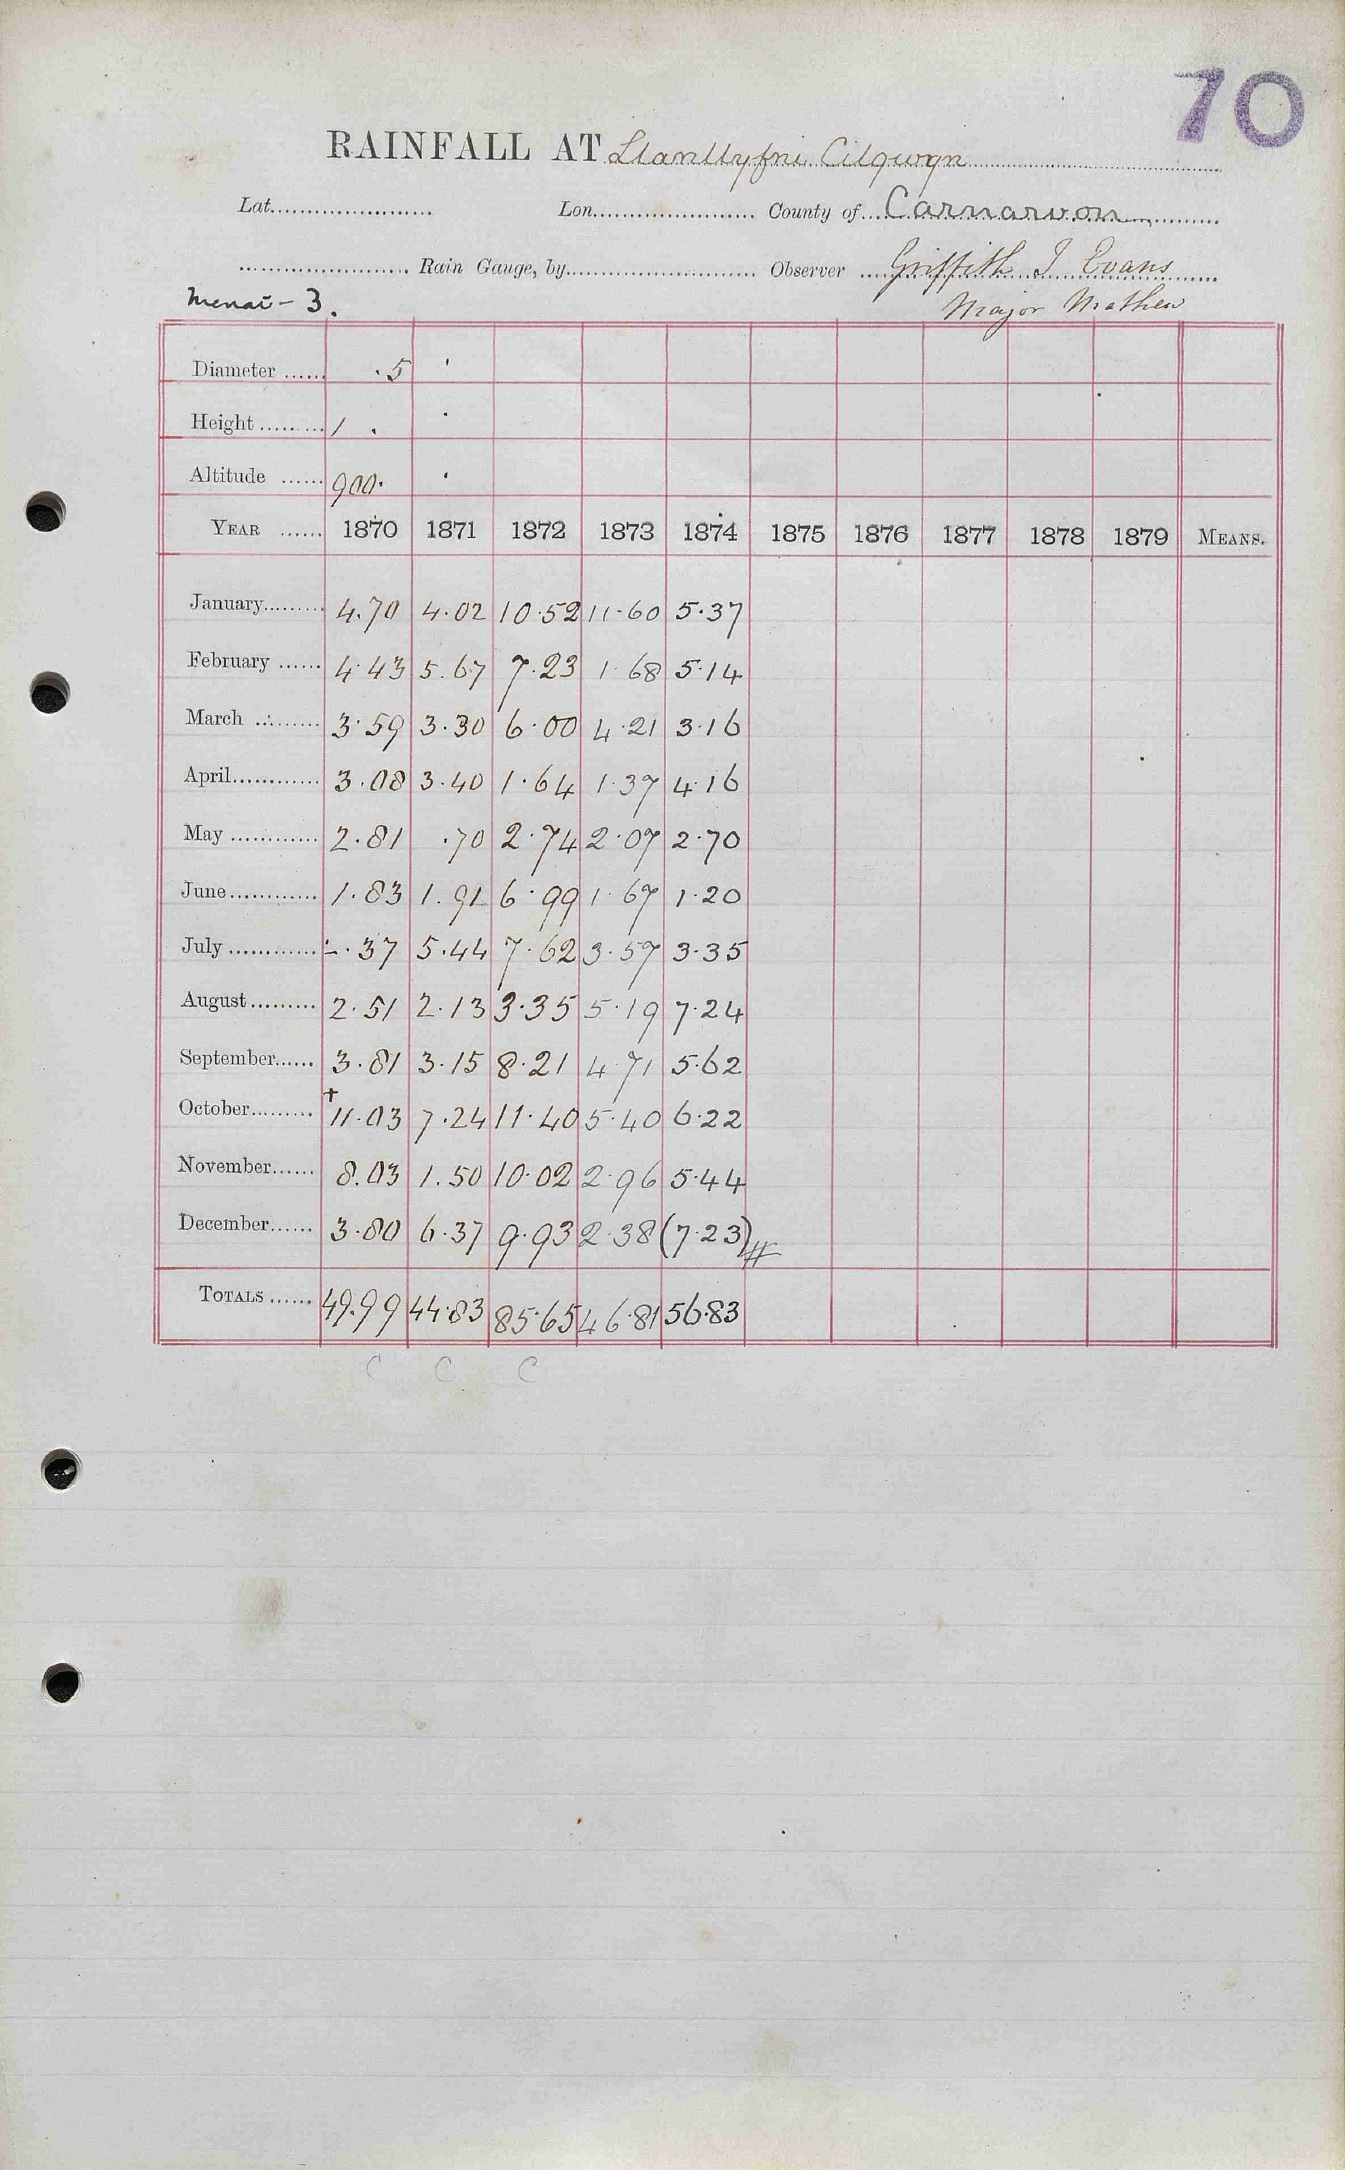 70
RAINFALL AT Llanllyfni Cilgwyn
Lat...................... Lon...................... County of.... Carnarvon
....................... Rain Gauge, by.......................... Observer .... Griffith J Evans
Menai - 3. Major Mathew
Diameter ...... .5 '
Height ......... 1 . .
Altitude ...... 900. .
YEAR ...... 1870 1871 1872 1873 1874 1875 1876 1877 1878 1879 MEANS.
January......... 4.70 4.02 10.52 11.60 5.37
February ...... 4.43 5.67 7.23 1.68 5.14
March ......... 3.59 3.30 6.00 4.21 3.16
April............ 3.08 3.40 1.64 1.37 4.16
May ............ 2.81 .70 2.74 2.07 2.70
June............ 1.83 1.91 6.99 1.67 1.20
July ............ -.37 5.44 7.62 3.57 3.35
August......... 2.51 2.13 3.35 5.19 7.24
September...... 3.81 3.15 8.21 4.71 5.62
October......... + 11.03 7.24 11.40 5.40 6.22
November...... 8.03 1.50 10.02 2.96 5.44
December...... 3.80 6.37 9.93 2.38 (7.23)#
TOTALS ...... 49.99 44.83 85.65 46.81 56.83
C C C